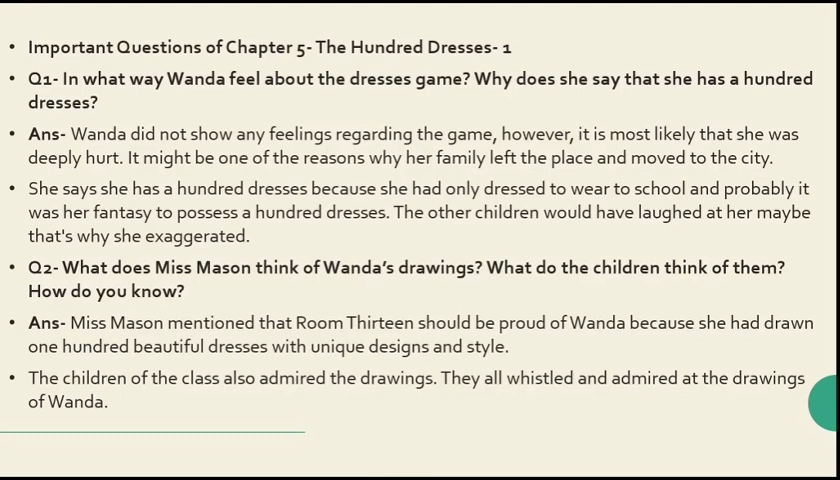 • Important Questions of Chapter 5- The Hundred Dresses- 1
• Q1- In what way Wanda feel about the dresses game? Why does she say that she has a hundred
dresses?
• Ans- Wanda did not show any feelings regarding the game, however, it is most likely that she was
deeply hurt. It might be one of the reasons why her family left the place and moved to the city.
• She says she has a hundred dresses because she had only dressed to wear to school and probably it
was her fantasy to possess a hundred dresses. The other children would have laughed at her maybe
that's why she exaggerated.
• Q2- What does Miss Mason think of Wanda’s drawings? What do the children think of them?
How do you know?
• Ans- Miss Mason mentioned that Room Thirteen should be proud of Wanda because she had drawn
one hundred beautiful dresses with unique designs and style.
• The children of the class also admired the drawings. They all whistled and admired at the drawings
of Wanda.